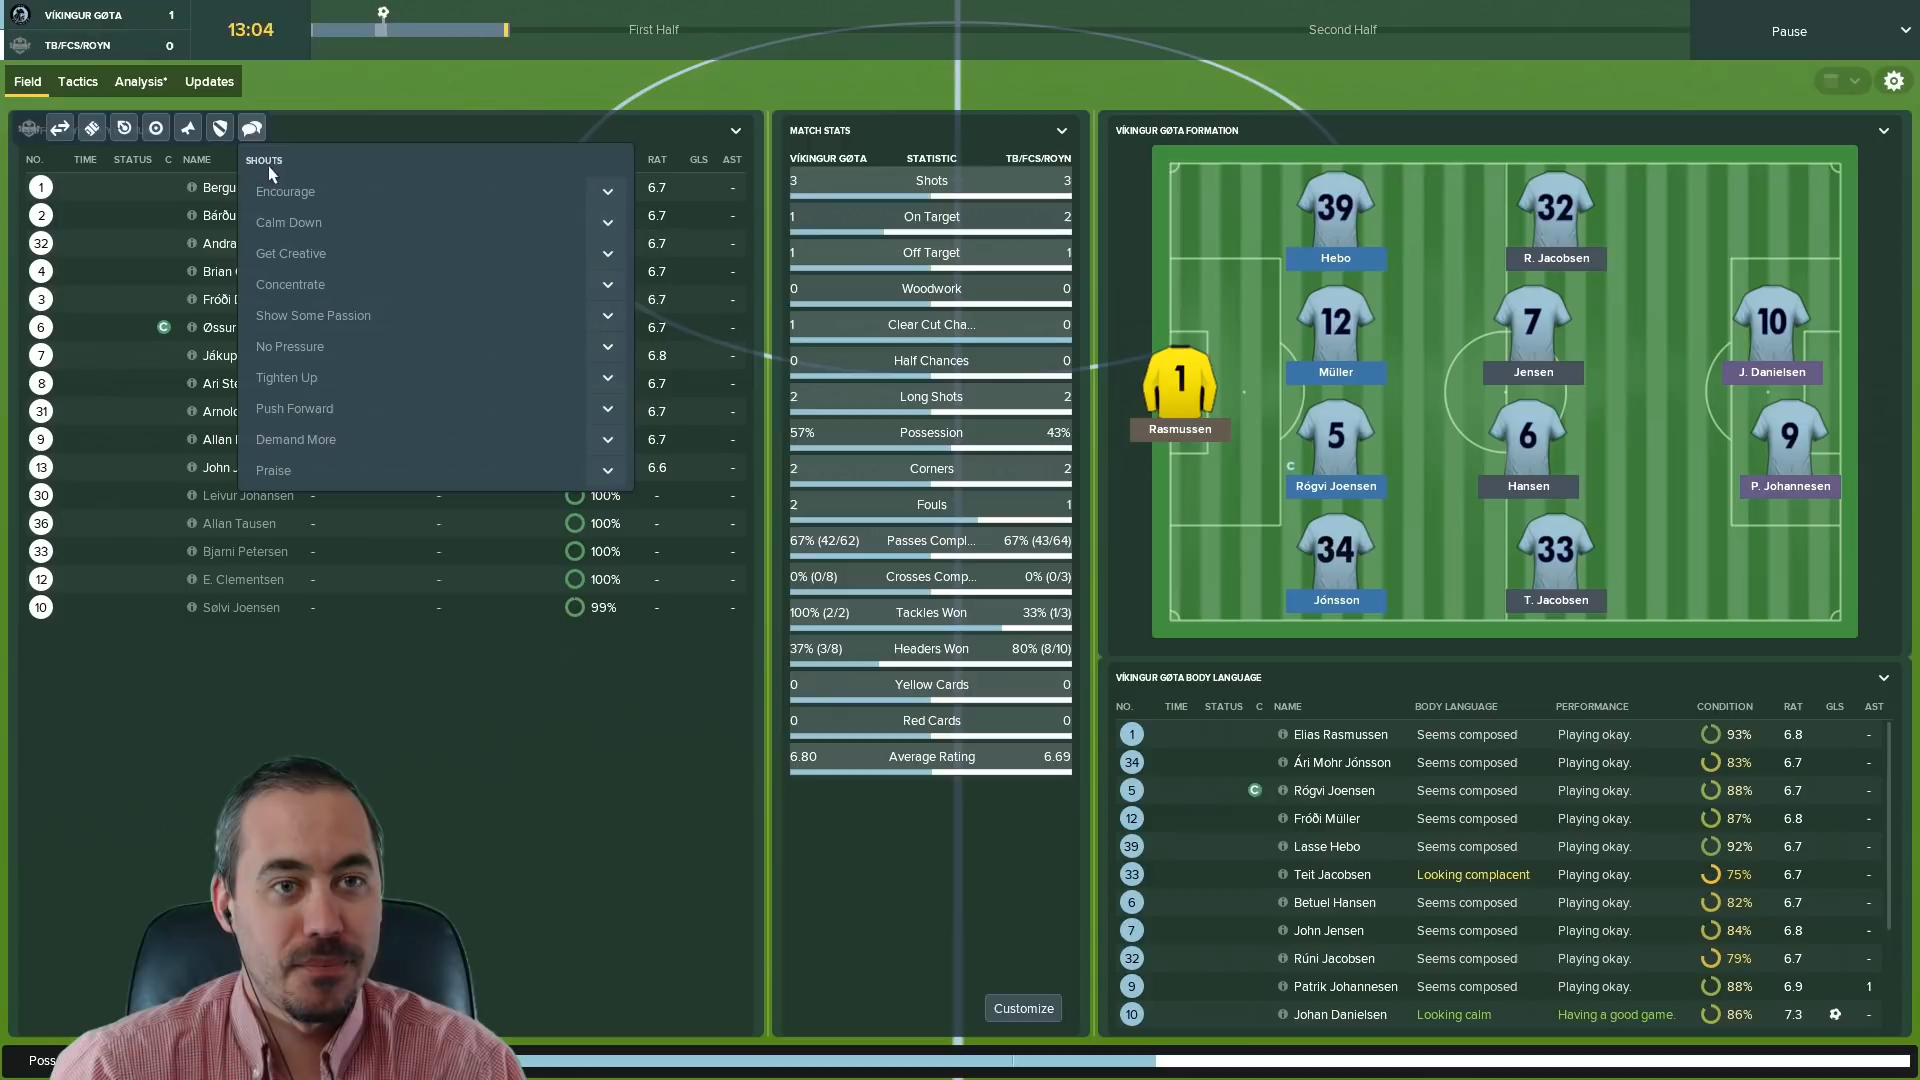 VÍKINGUR GØTA 1
TB/FCS/ROYN 0
13:04
First Half
Second Half
Pause
Field Tactics Analysis* Updates
NO. TIME STATUS C NAME RAT GLS AST
SHOUTS
Encourage
Calm Down
Get Creative
Concentrate
Show Some Passion
No Pressure
Tighten Up
Push Forward
Demand More
Praise
1 Bergu 6.7 -
2 Bárðu 6.7 -
32 Andra 6.7 -
4 Brian 6.7 -
3 Fróði 6.7 -
6 C Øssur 6.7 -
7 Jákup 6.8 -
8 Ari Ste 6.7 -
31 Arnold 6.7 -
9 Allan 6.7 -
13 John J 6.6 -
30 Leivur Johansen - - 100% - -
36 Allan Tausen - - 100% - -
33 Bjarni Petersen - - 100% - -
12 E. Clementsen - - 100% - -
10 Sølvi Joensen - - 99% - -
MATCH STATS
VÍKINGUR GØTA STATISTIC TB/FCS/ROYN
3 Shots 3
1 On Target 2
1 Off Target 1
0 Woodwork 0
1 Clear Cut Cha... 0
0 Half Chances 0
2 Long Shots 2
57% Possession 43%
2 Corners 2
2 Fouls 1
67% (42/62) Passes Compl... 67% (43/64)
0% (0/8) Crosses Comp... 0% (0/3)
100% (2/2) Tackles Won 33% (1/3)
37% (3/8) Headers Won 80% (8/10)
0 Yellow Cards 0
0 Red Cards 0
6.80 Average Rating 6.69
Customize
VÍKINGUR GØTA FORMATION
39 Hebo
32 R. Jacobsen
12 Müller
7 Jensen
10 J. Danielsen
1 Rasmussen
C
5 Rógvi Joensen
6 Hansen
9 P. Johannesen
34 Jónsson
33 T. Jacobsen
VÍKINGUR GØTA BODY LANGUAGE
NO. TIME STATUS C NAME BODY LANGUAGE PERFORMANCE CONDITION RAT GLS AST
1 Elias Rasmussen Seems composed Playing okay. 93% 6.8 -
34 Ári Mohr Jónsson Seems composed Playing okay. 83% 6.7 -
5 C Rógvi Joensen Seems composed Playing okay. 88% 6.7 -
12 Fróði Müller Seems composed Playing okay. 87% 6.8 -
39 Lasse Hebo Seems composed Playing okay. 92% 6.7 -
33 Teit Jacobsen Looking complacent Playing okay. 75% 6.7 -
6 Betuel Hansen Seems composed Playing okay. 82% 6.7 -
7 John Jensen Seems composed Playing okay. 84% 6.8 -
32 Rúni Jacobsen Seems composed Playing okay. 79% 6.7 -
9 Patrik Johannesen Seems composed Playing okay. 88% 6.9 1
10 Johan Danielsen Looking calm Having a good game. 86% 7.3 -
Poss